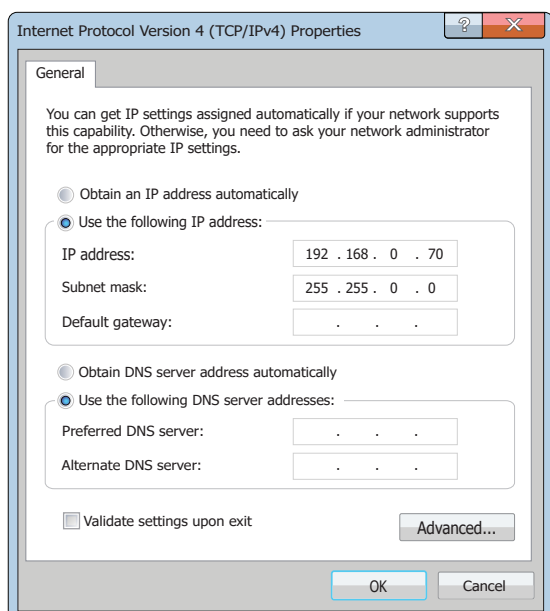 Internet Protocol Version 4 (TCP/IPv4) Properties
?
X
General
You can get IP settings assigned automatically if your network supports
this capability. Otherwise, you need to ask your network administrator
for the appropriate IP settings.
Obtain an IP address automatically
Use the following IP address:
IP address: 192 . 168 . 0 . 70
Subnet mask: 255 . 255 . 0 . 0
Default gateway: . . .
Obtain DNS server address automatically
Use the following DNS server addresses:
Preferred DNS server: . . .
Alternate DNS server: . . .
Validate settings upon exit
Advanced...
OK Cancel